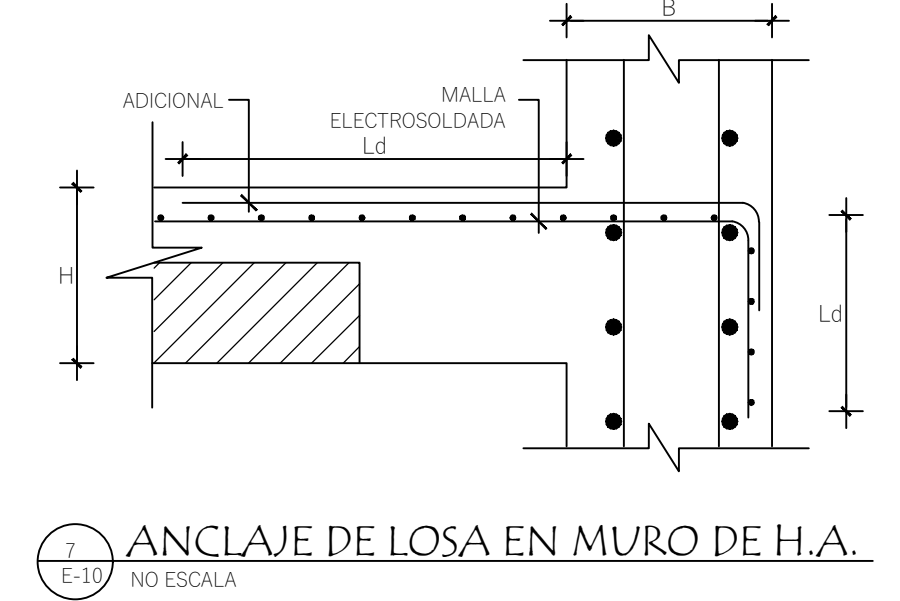 B
ADICIONAL
MALLA
ELECTROSOLDADA
Ld
H
Ld
7
E-10
ANCLAJE DE LOSA EN MURO DE H.A.
NO ESCALA